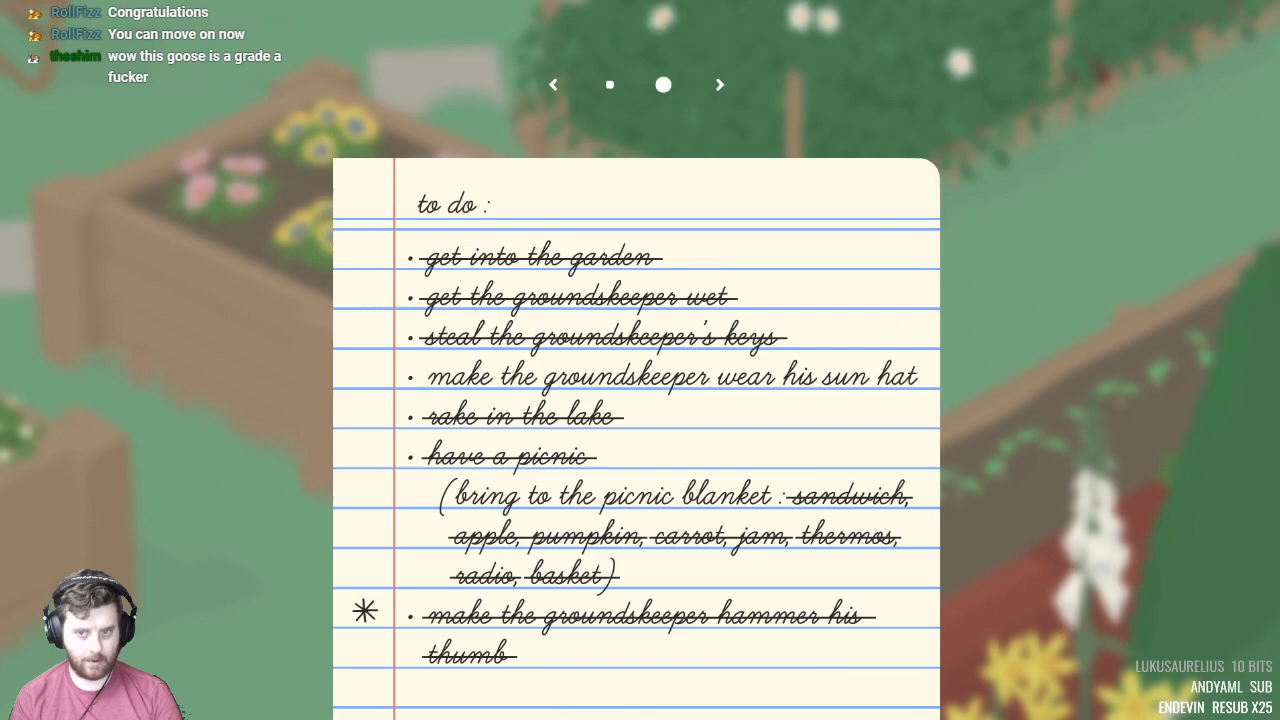 RollFizz Congratulations
RollFizz You can move on now
theshim wow this goose is a grade a
fucker
to do :
• get into the garden
• get the groundskeeper wet
• steal the groundskeeper's keys
• make the groundskeeper wear his sun hat
• rake in the lake
• have a picnic
(bring to the picnic blanket : sandwich,
apple, pumpkin, carrot, jam, thermos,
radio, basket)
• make the groundskeeper hammer his
thumb
LUKUSAURELIUS 10 BITS
ANDYAML SUB
ENDEVIN RESUB X25